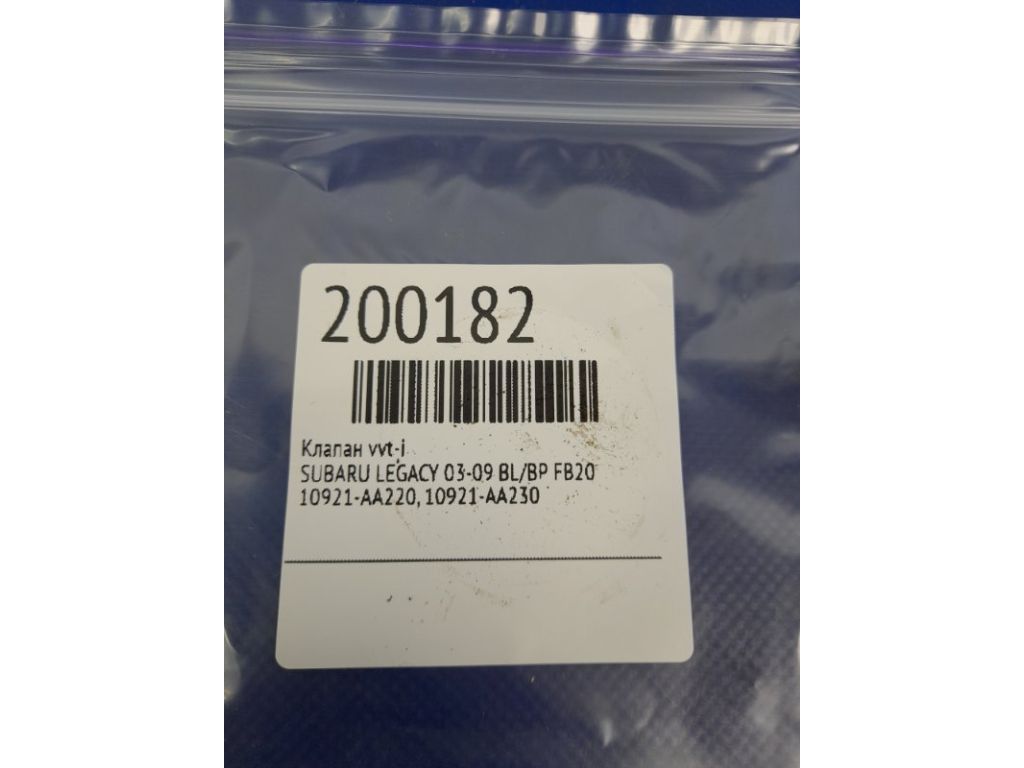 200182
Клапан vvt-i
SUBARU LEGACY 03-09 BL/BP FB20
10921-AA220, 10921-AA230